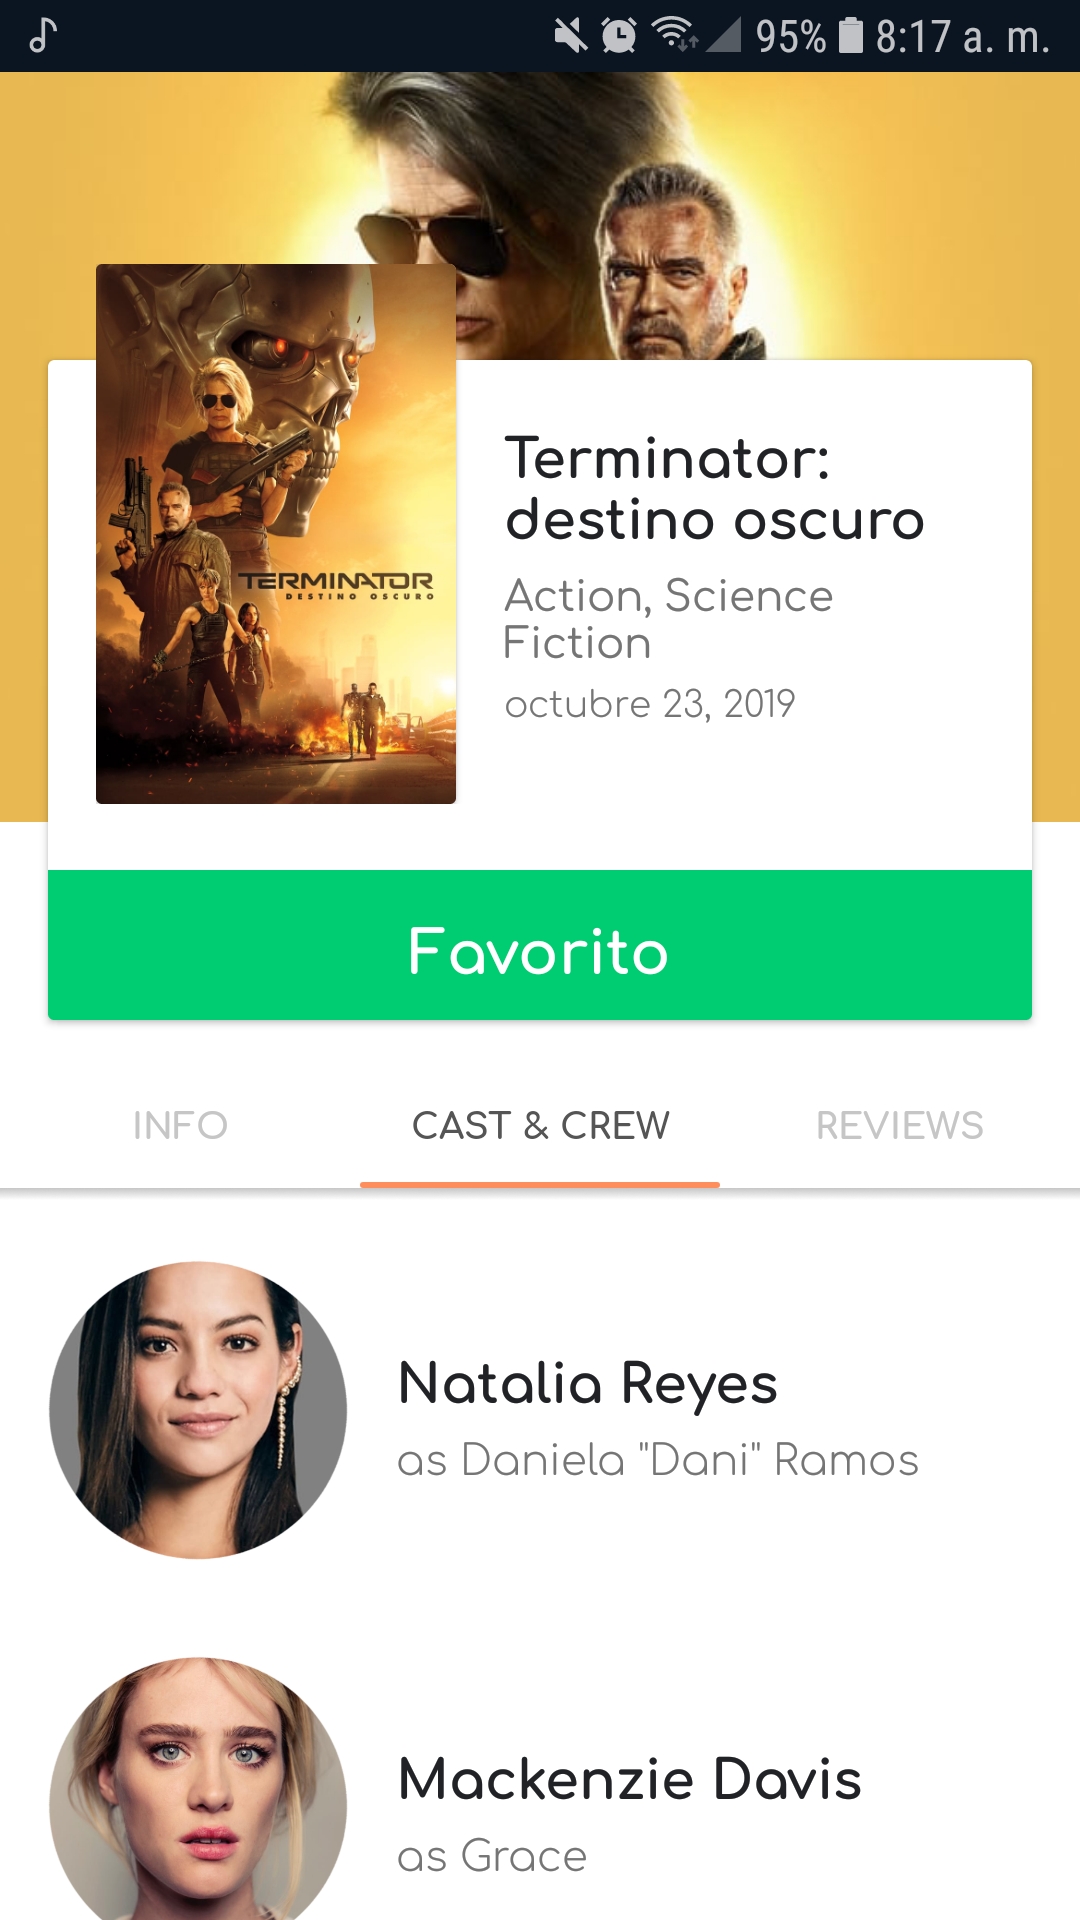 95% 8:17 a. m.
TERMINATOR
DESTINO OSCURO
Terminator:
destino oscuro
Action, Science
Fiction
octubre 23, 2019
Favorito
INFO CAST & CREW REVIEWS
Natalia Reyes
as Daniela "Dani" Ramos
Mackenzie Davis
as Grace